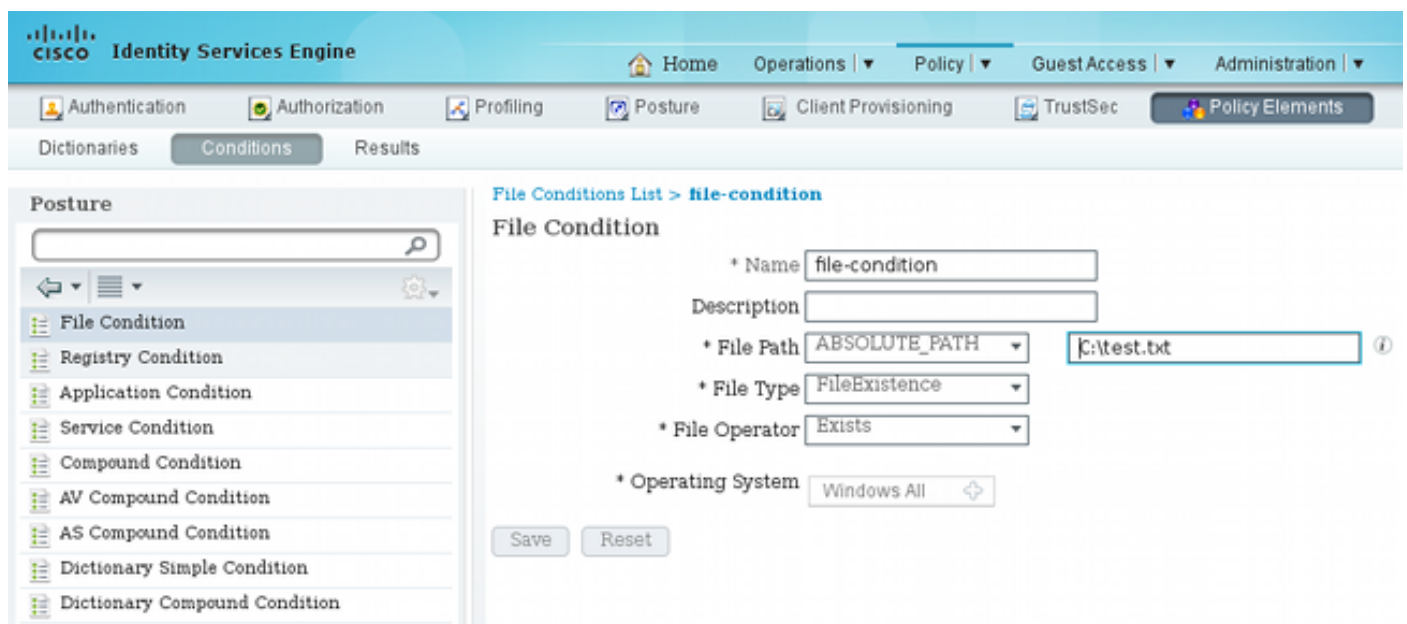 CISCO Identity Services Engine
Home Operations | ▼ Policy | ▼ Guest Access | ▼ Administration | ▼
Authentication Authorization Profiling Posture Client Provisioning TrustSec Policy Elements
Dictionaries Conditions Results
Posture
File Condition
Registry Condition
Application Condition
Service Condition
Compound Condition
AV Compound Condition
AS Compound Condition
Dictionary Simple Condition
Dictionary Compound Condition
File Conditions List > file-condition
File Condition
* Name file-condition
Description
* File Path ABSOLUTE_PATH C:\test.txt
* File Type FileExistence
* File Operator Exists
* Operating System Windows All
Save Reset